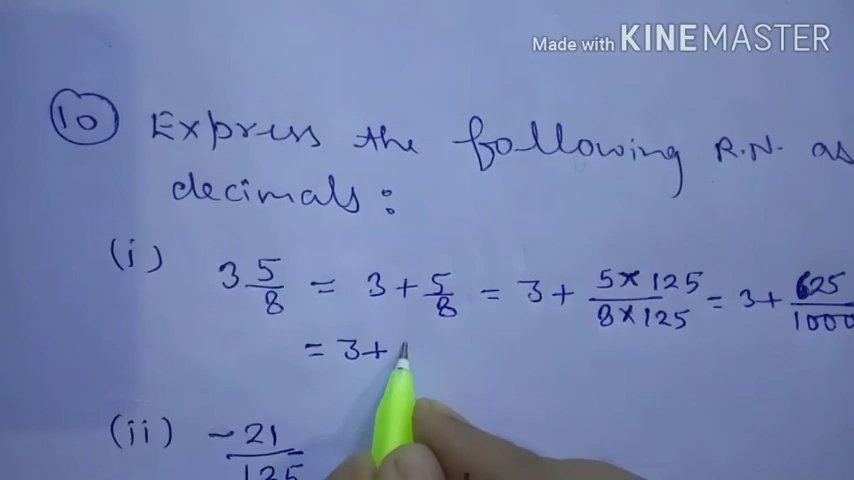 Made with KINEMASTER
10 Express the following R.N. as
decimals:
(i) 3 5/8 = 3 + 5/8 = 3 + 5×125/8×125 = 3 + 625/1000
= 3 +
(ii) -21/125